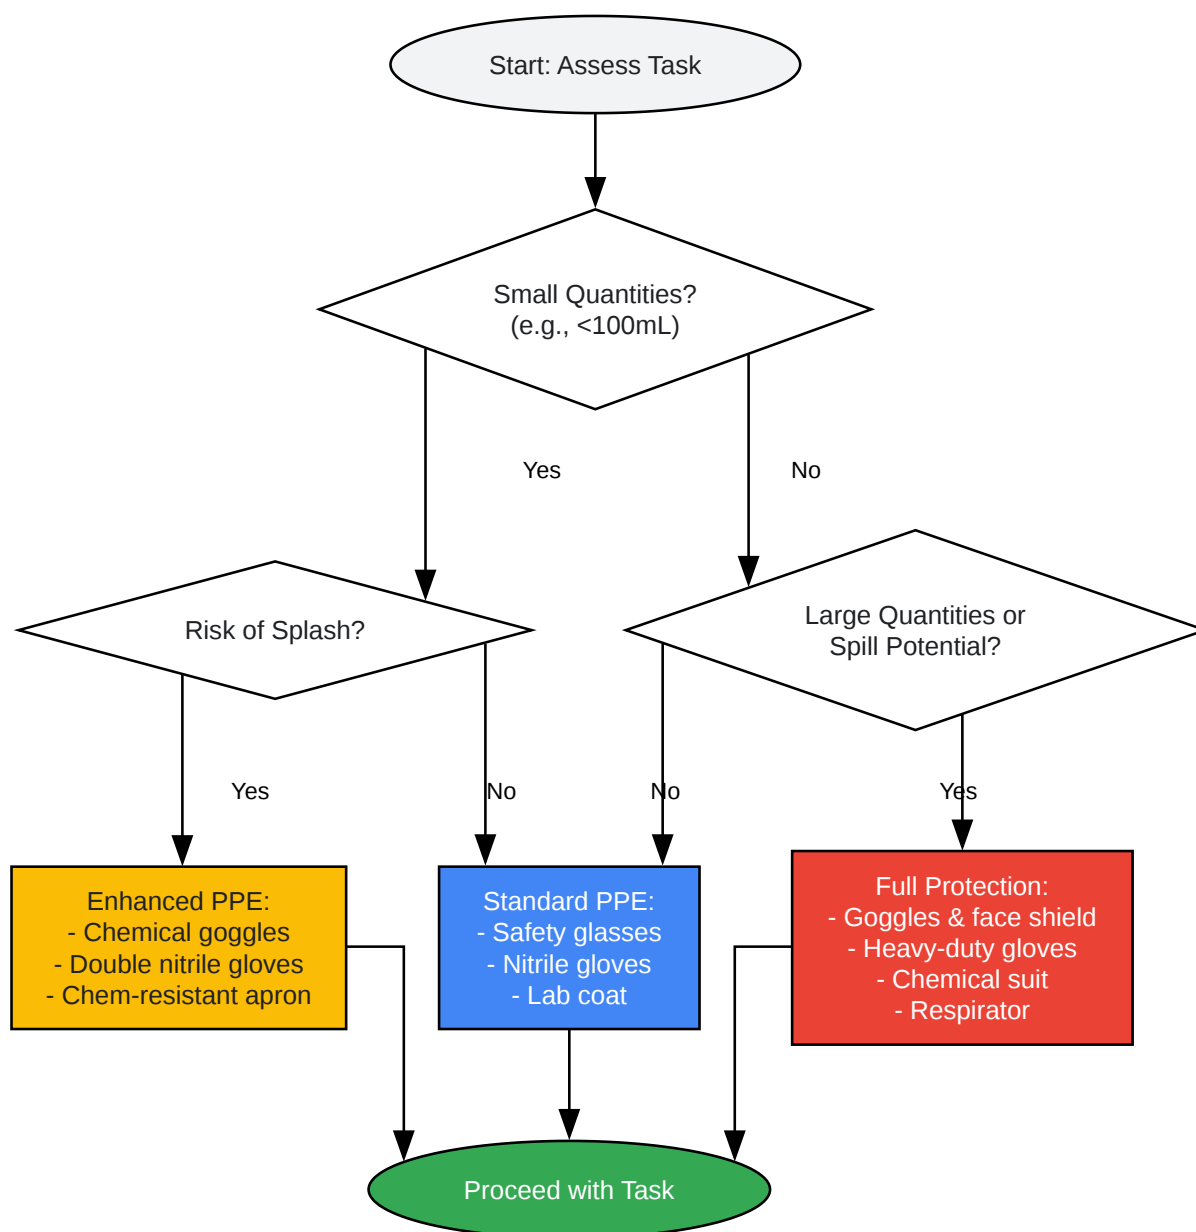 Start: Assess Task
Small Quantities?
(e.g., <100mL)
Yes
No
Risk of Splash?
Large Quantities or
Spill Potential?
Yes
No
No
Yes
Enhanced PPE:
- Chemical goggles
- Double nitrile gloves
- Chem-resistant apron
Standard PPE:
- Safety glasses
- Nitrile gloves
- Lab coat
Full Protection:
- Goggles & face shield
- Heavy-duty gloves
- Chemical suit
- Respirator
Proceed with Task